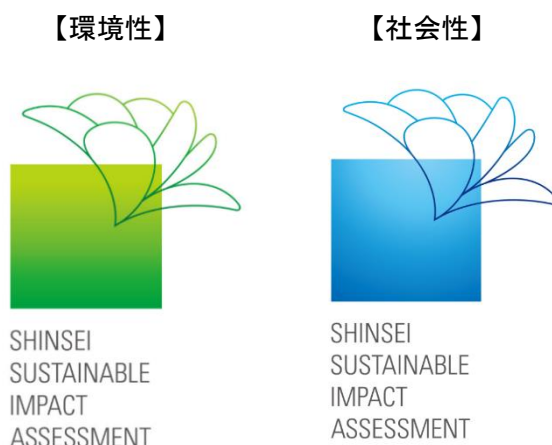 【環境性】
【社会性】
SHINSEI
SUSTAINABLE
IMPACT
ASSESSMENT
SHINSEI
SUSTAINABLE
IMPACT
ASSESSMENT